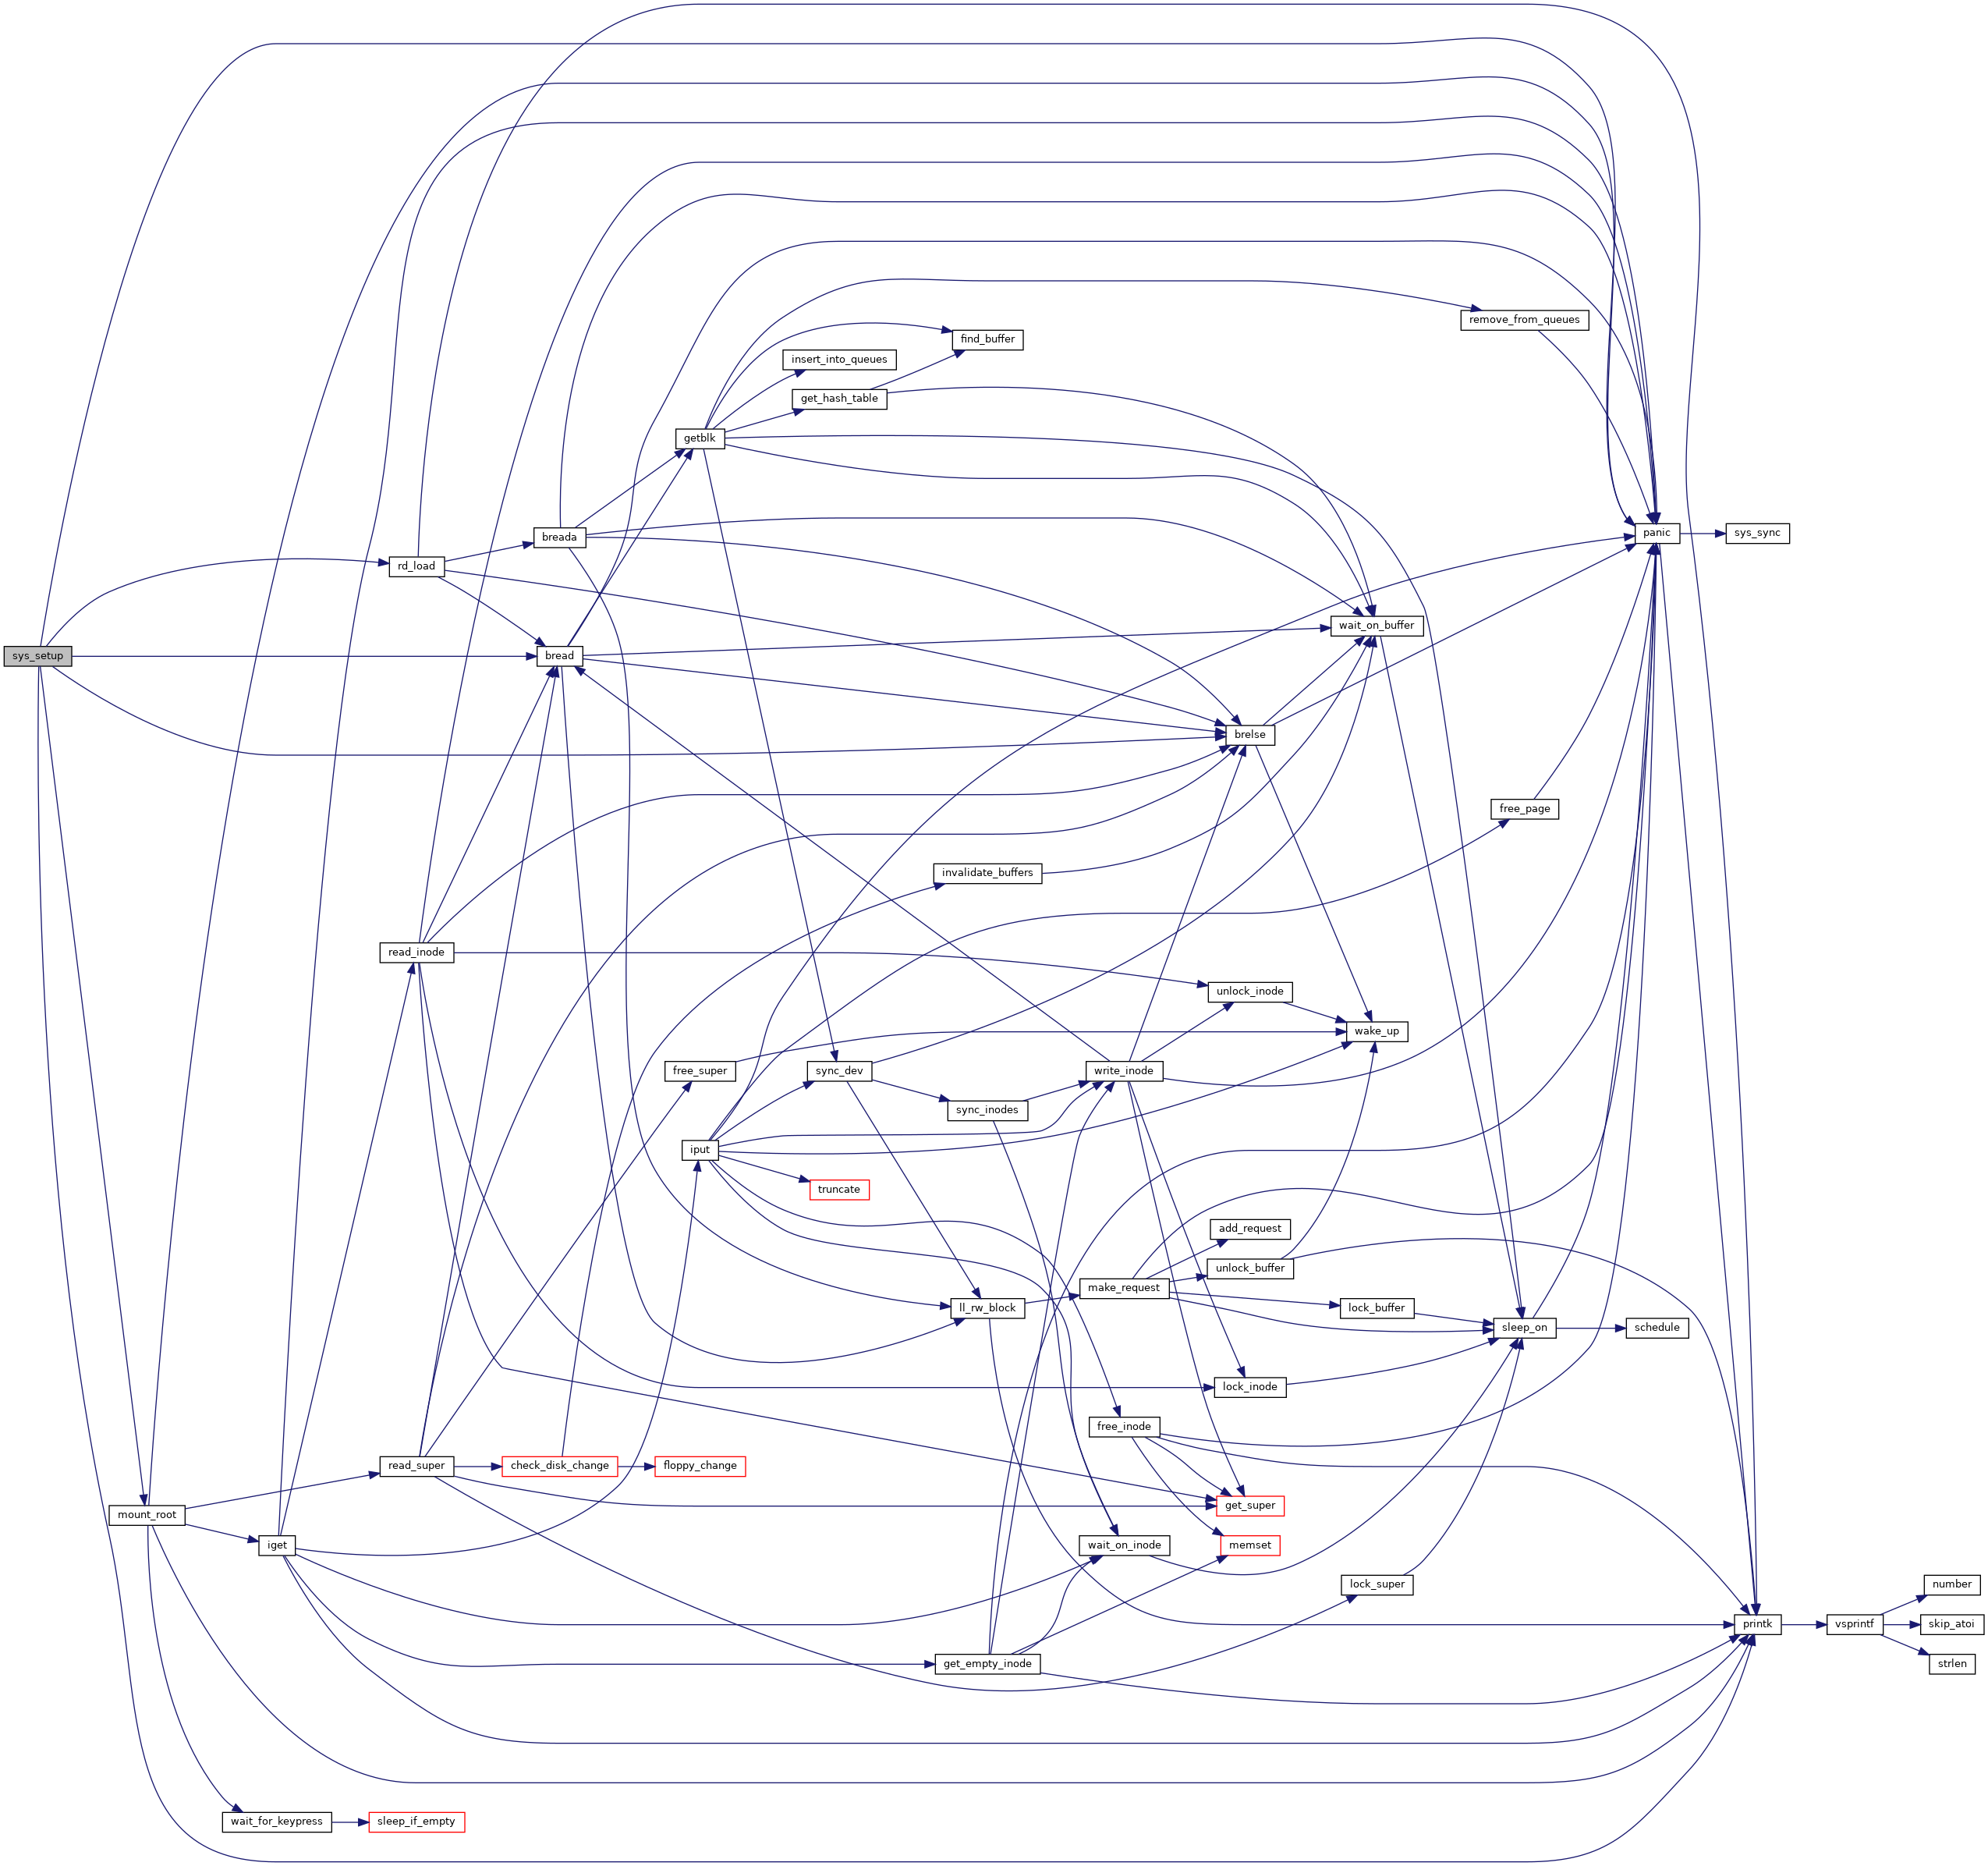 remove_from_queues
find_buffer
insert_into_queues
get_hash_table
getblk
panic
sys_sync
breada
rd_load
wait_on_buffer
sys_setup
bread
brelse
free_page
invalidate_buffers
read_inode
unlock_inode
wake_up
free_super
sync_dev
write_inode
sync_inodes
iput
truncate
add_request
unlock_buffer
make_request
ll_rw_block
lock_buffer
sleep_on
schedule
lock_inode
free_inode
read_super
check_disk_change
floppy_change
get_super
mount_root
iget
wait_on_inode
memset
lock_super
number
printk
vsprintf
skip_atoi
get_empty_inode
strlen
wait_for_keypress
sleep_if_empty